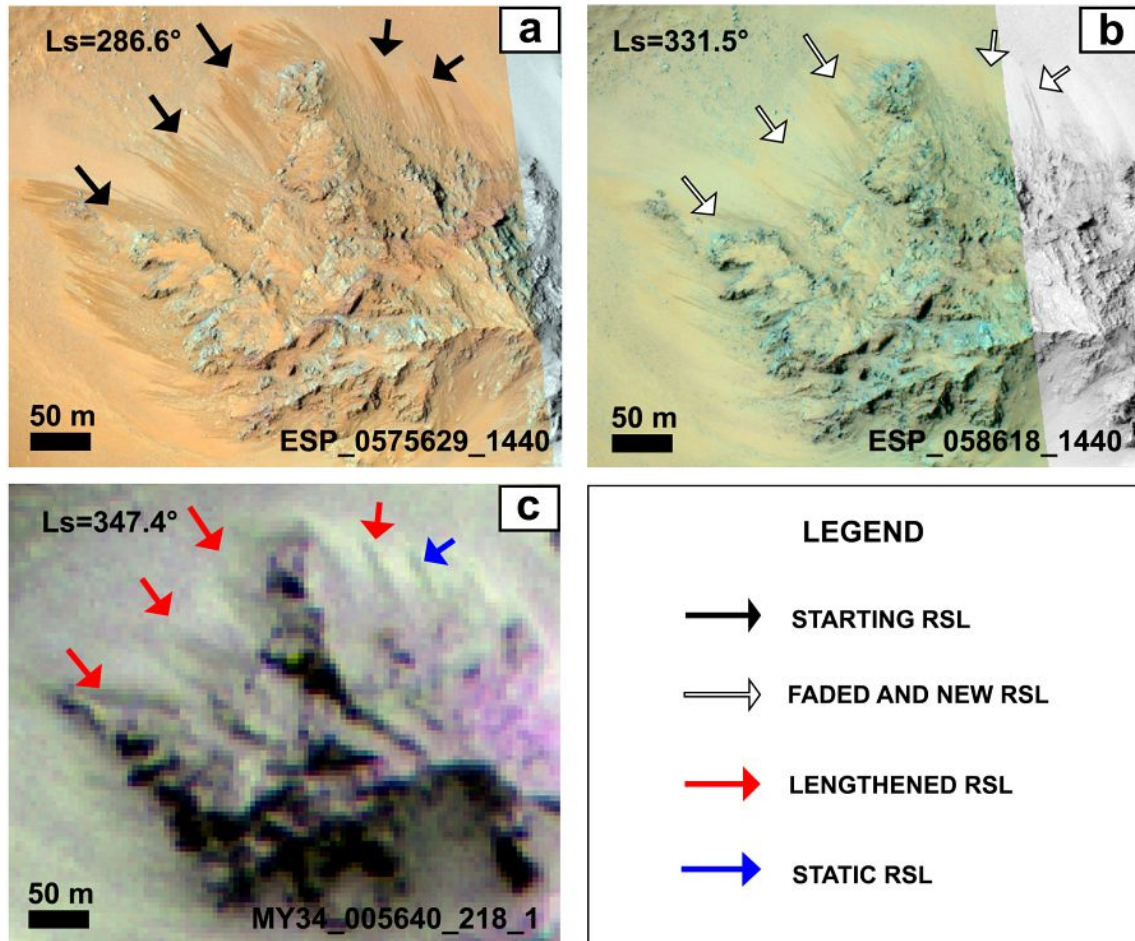 Ls=286.6°
a
50 m
ESP_0575629_1440
Ls=331.5°
b
50 m
ESP_058618_1440
Ls=347.4°
c
50 m
MY34_005640_218_1
LEGEND
STARTING RSL
FADED AND NEW RSL
LENGTHENED RSL
STATIC RSL